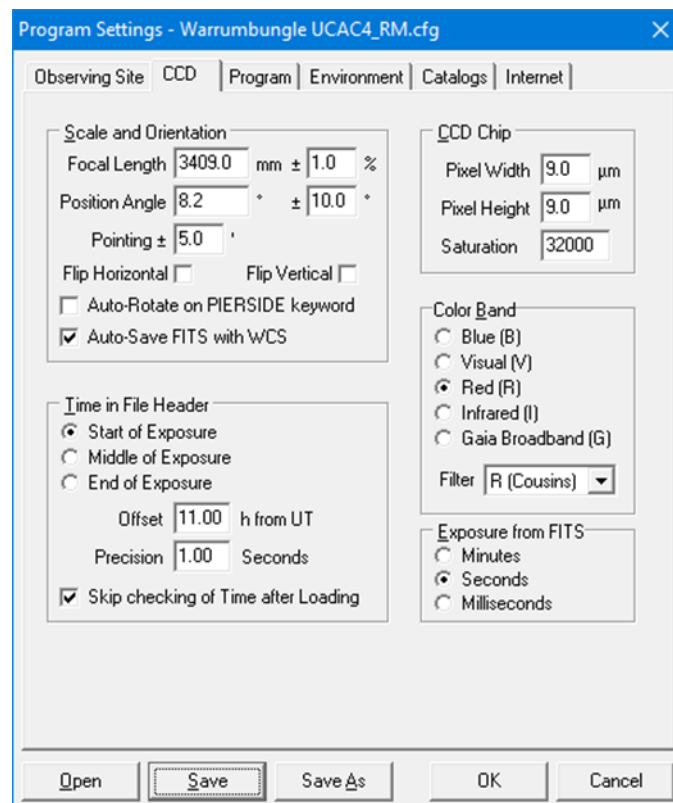 Program Settings - Warrumbungle UCAC4_RM.cfg
Observing Site CCD Program Environment Catalogs Internet
Scale and Orientation
Focal Length 3409.0 mm ± 1.0 %
Position Angle 8.2 ° ± 10.0 °
Pointing ± 5.0 '
Flip Horizontal Flip Vertical
Auto-Rotate on PIERSIDE keyword
Auto-Save FITS with WCS
CCD Chip
Pixel Width 9.0 µm
Pixel Height 9.0 µm
Saturation 32000
Color Band
Blue (B)
Visual (V)
Red (R)
Infrared (I)
Gaia Broadband (G)
Filter R (Cousins)
Time in File Header
Start of Exposure
Middle of Exposure
End of Exposure
Offset 11.00 h from UT
Precision 1.00 Seconds
Skip checking of Time after Loading
Exposure from FITS
Minutes
Seconds
Milliseconds
Open Save Save As OK Cancel